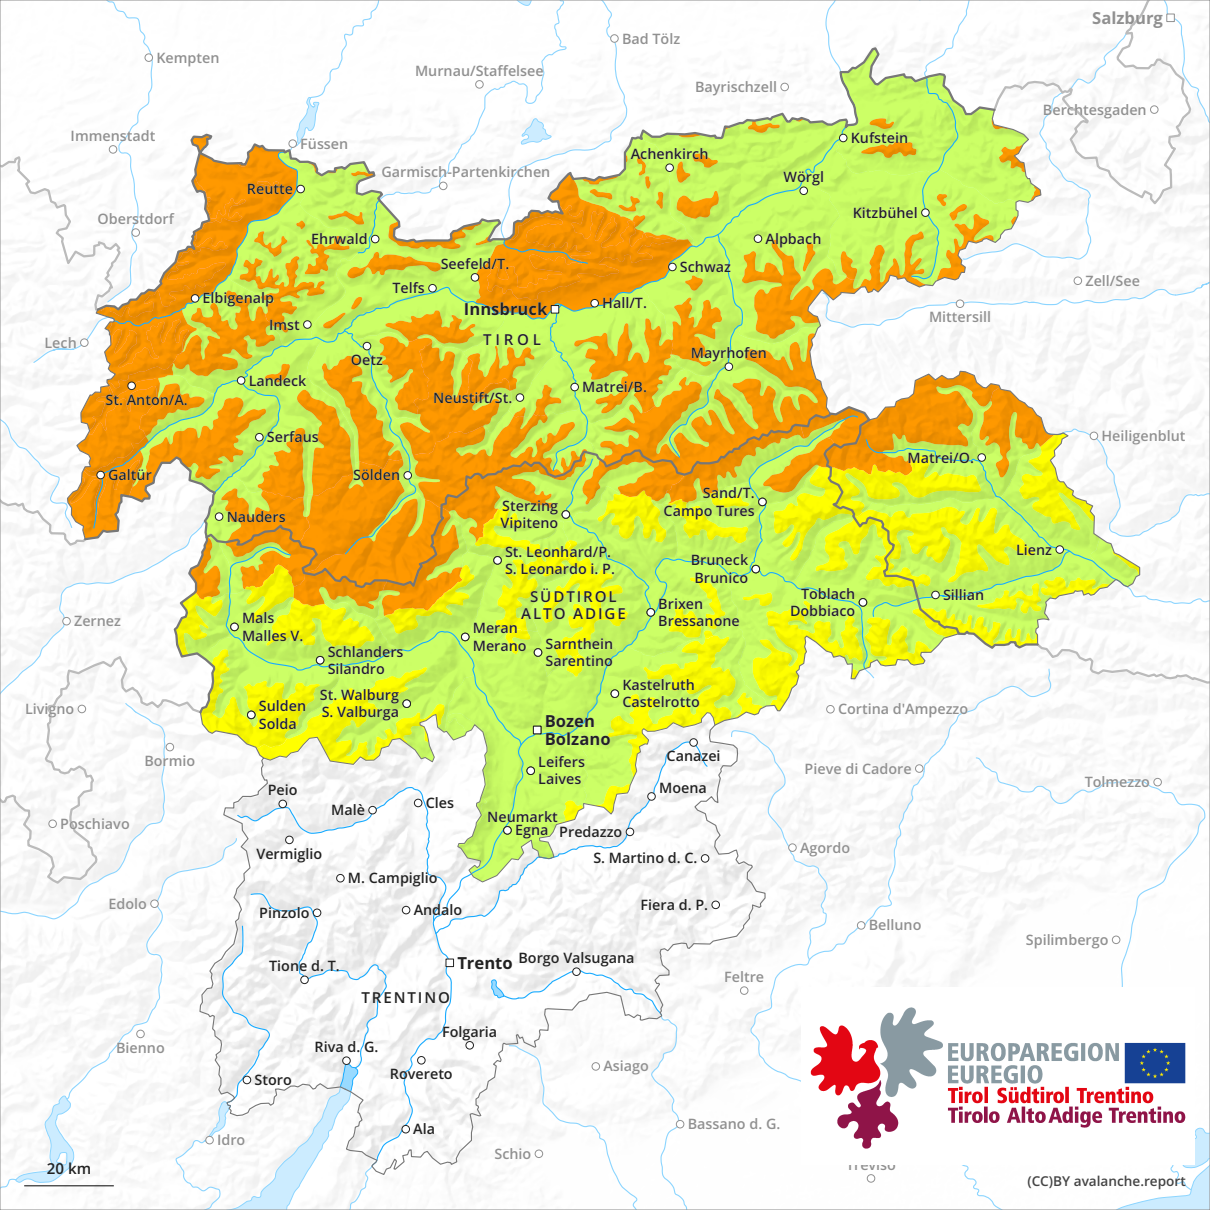 Salzburg
Bad Tölz
Kempten
Murnau/Staffelsee
Bayrischzell
Berchtesgaden
Immenstadt
Füssen
Kufstein
Achenkirch
Garmisch-Partenkirchen
Reutte
Wörgl
Oberstdorf
Kitzbühel
Ehrwald
Alpbach
Seefeld/T.
Schwaz
Telfs
Zell/See
Elbigenalp
Hall/T.
Innsbruck
Mittersill
Imst
TIROL
Lech
Oetz
Mayrhofen
Landeck
Matrei/B.
St. Anton/A.
Neustift/St.
Serfaus
Heiligenblut
Matrei/O.
Galtür
Sölden
Sand/T.
Campo Tures
Sterzing
Vipiteno
Nauders
St. Leonhard/P.
S. Leonardo i. P.
Lienz
Bruneck
Brunico
SÜDTIROL
ALTO ADIGE
Toblach
Dobbiaco
Sillian
Brixen
Bressanone
Zernez
Mals
Malles V.
Meran
Merano
Sarnthein
Sarentino
Schlanders
Silandro
Kastelruth
Castelrotto
St. Walburg
S. Valburga
Sulden
Solda
Livigno
Cortina d'Ampezzo
Bozen
Bolzano
Bormio
Canazei
Leifers
Laives
Pieve di Cadore
Tolmezzo
Peio
Moena
Malè
Cles
Neumarkt
Egna
Poschiavo
Predazzo
Vermiglio
Agordo
S. Martino d. C.
M. Campiglio
Edolo
Pinzolo
Andalo
Fiera d. P.
Belluno
Spilimbergo
Trento
Borgo Valsugana
Tione d. T.
Feltre
TRENTINO
Folgaria
Bienno
Riva d. G.
Rovereto
Asiago
Storo
EUROPAREGION
EUREGIO
Tirol Südtirol Trentino
Tirolo Alto Adige Trentino
Ala
Bassano d. G.
Idro
Schio
Treviso
20 km
(CC)BY avalanche.report